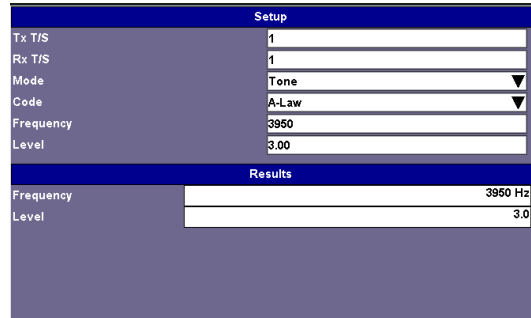 Setup
Tx T/S 1
Rx T/S 1
Mode Tone
Code A-Law
Frequency 3950
Level 3.00
Results
Frequency 3950 Hz
Level 3.0